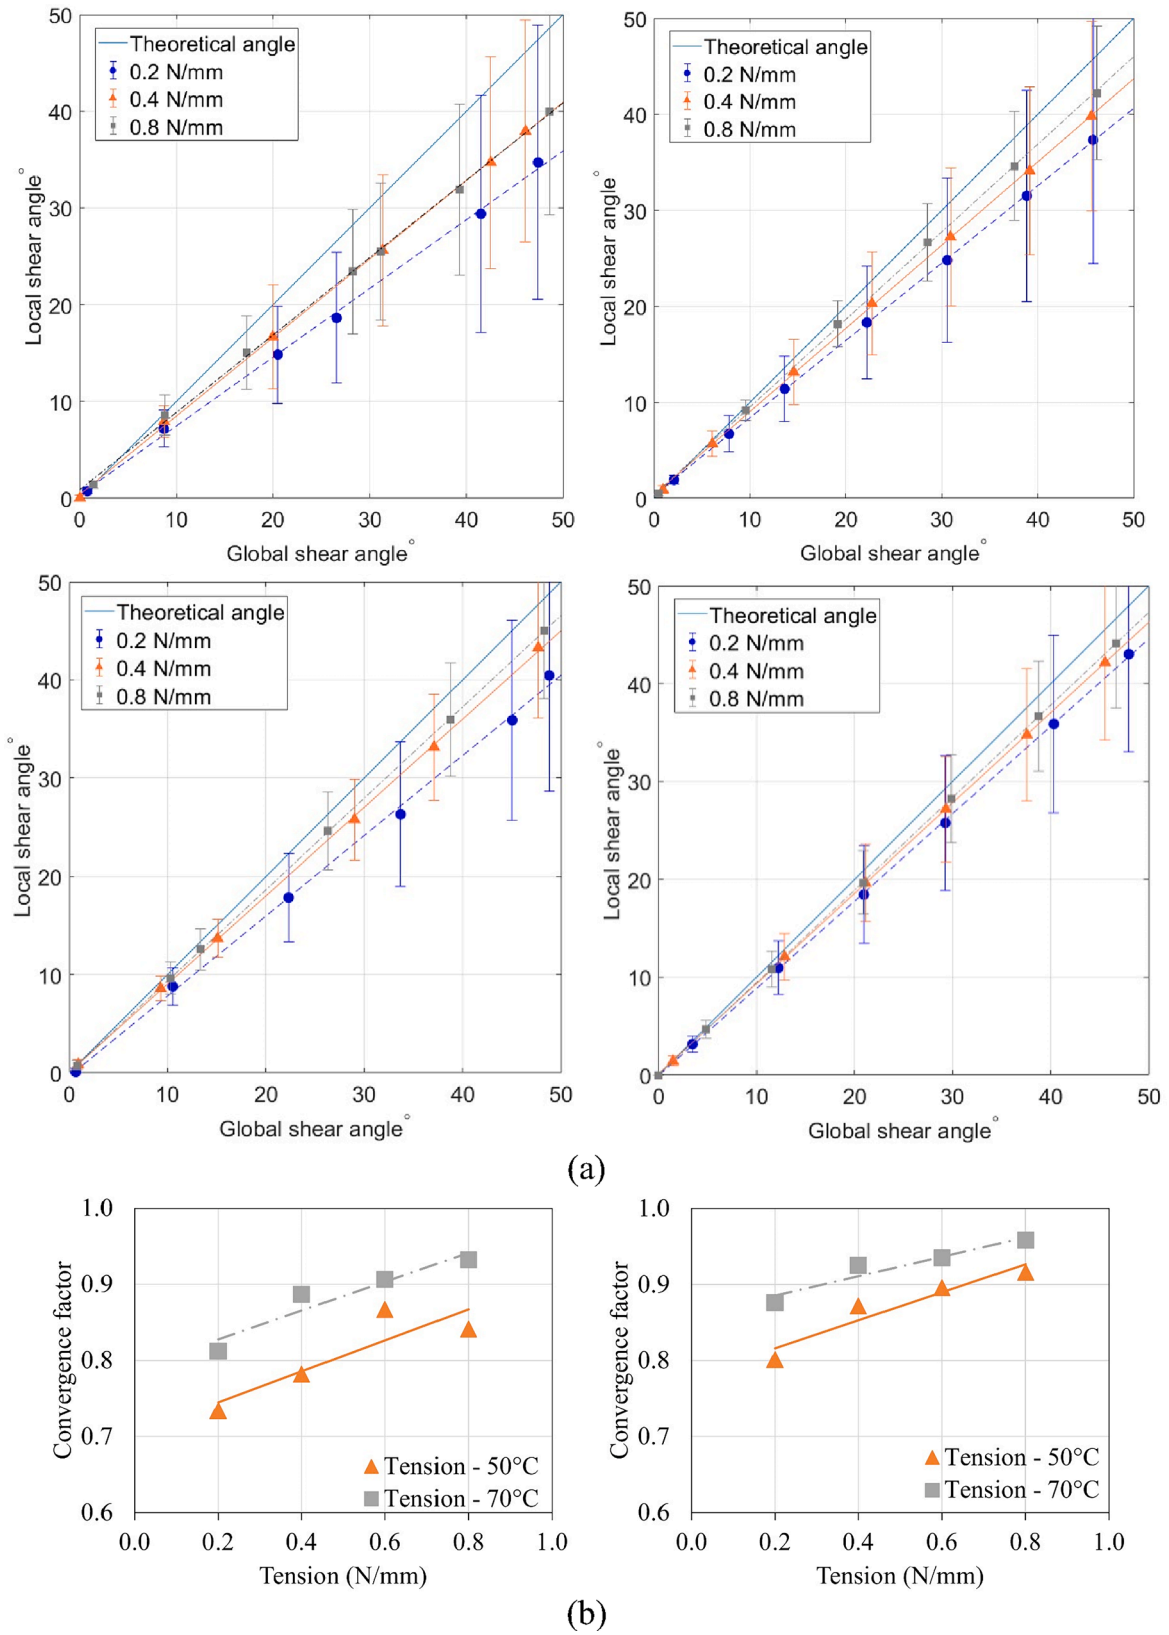 50
40
30
20
10
0
Local shear angle°
Theoretical angle
0.2 N/mm
0.4 N/mm
0.8 N/mm
0 10 20 30 40 50
Global shear angle°
50
40
30
20
10
0
Local shear angle°
Theoretical angle
0.2 N/mm
0.4 N/mm
0.8 N/mm
0 10 20 30 40 50
Global shear angle°
50
40
30
20
10
0
Local shear angle°
Theoretical angle
0.2 N/mm
0.4 N/mm
0.8 N/mm
0 10 20 30 40 50
Global shear angle°
50
40
30
20
10
0
Local shear angle°
Theoretical angle
0.2 N/mm
0.4 N/mm
0.8 N/mm
0 10 20 30 40 50
Global shear angle°
(a)
1.0
0.9
0.8
0.7
0.6
Convergence factor
Tension - 50°C
Tension - 70°C
0.0 0.2 0.4 0.6 0.8 1.0
Tension (N/mm)
1.0
0.9
0.8
0.7
0.6
Convergence factor
Tension - 50°C
Tension - 70°C
0.0 0.2 0.4 0.6 0.8 1.0
Tension (N/mm)
(b)